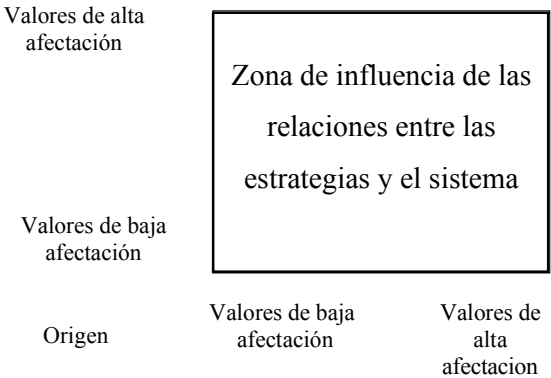 Valores de alta
afectación
Zona de influencia de las
relaciones entre las
estrategias y el sistema
Valores de baja
afectación
Origen
Valores de baja
afectación
Valores de
alta
afectacion